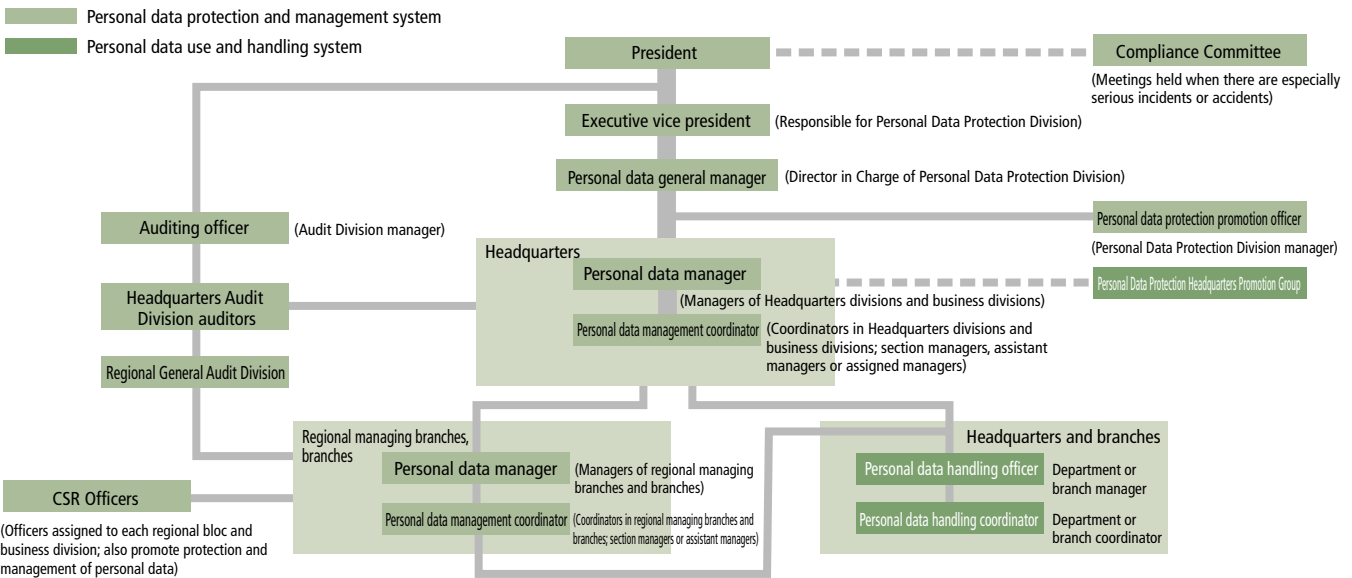 Personal data protection and management system
Personal data use and handling system
President
Compliance Committee
(Meetings held when there are especially
serious incidents or accidents)
Executive vice president
(Responsible for Personal Data Protection Division)
Personal data general manager
(Director in Charge of Personal Data Protection Division)
Auditing officer
(Audit Division manager)
Personal data protection promotion officer
(Personal Data Protection Division manager)
Headquarters
Personal data manager
(Managers of Headquarters divisions and business divisions)
Personal Data Protection Headquarters Promotion Group
Headquarters Audit
Division auditors
Personal data management coordinator
(Coordinators in Headquarters divisions and
business divisions; section managers, assistant
managers or assigned managers)
Regional General Audit Division
Regional managing branches,
branches
Personal data manager
(Managers of regional managing
branches and branches)
Personal data management coordinator
(Coordinators in regional managing branches and
branches; section managers or assistant managers)
Headquarters and branches
Personal data handling officer
Department or
branch manager
Personal data handling coordinator
Department or
branch coordinator
CSR Officers
(Officers assigned to each regional bloc and
business division; also promote protection and
management of personal data)